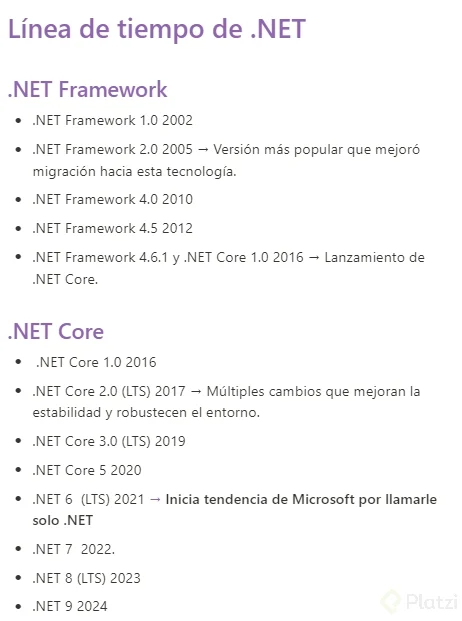 Línea de tiempo de .NET
.NET Framework
• .NET Framework 1.0 2002
• .NET Framework 2.0 2005 → Versión más popular que mejoró
migración hacia esta tecnología.
• .NET Framework 4.0 2010
• .NET Framework 4.5 2012
• .NET Framework 4.6.1 y .NET Core 1.0 2016 → Lanzamiento de
.NET Core.
.NET Core
• .NET Core 1.0 2016
• .NET Core 2.0 (LTS) 2017 → Múltiples cambios que mejoran la
estabilidad y robustecen el entorno.
• .NET Core 3.0 (LTS) 2019
• .NET Core 5 2020
• .NET 6 (LTS) 2021 → Inicia tendencia de Microsoft por llamarle
solo .NET
• .NET 7 2022.
• .NET 8 (LTS) 2023
• .NET 9 2024
Platzi